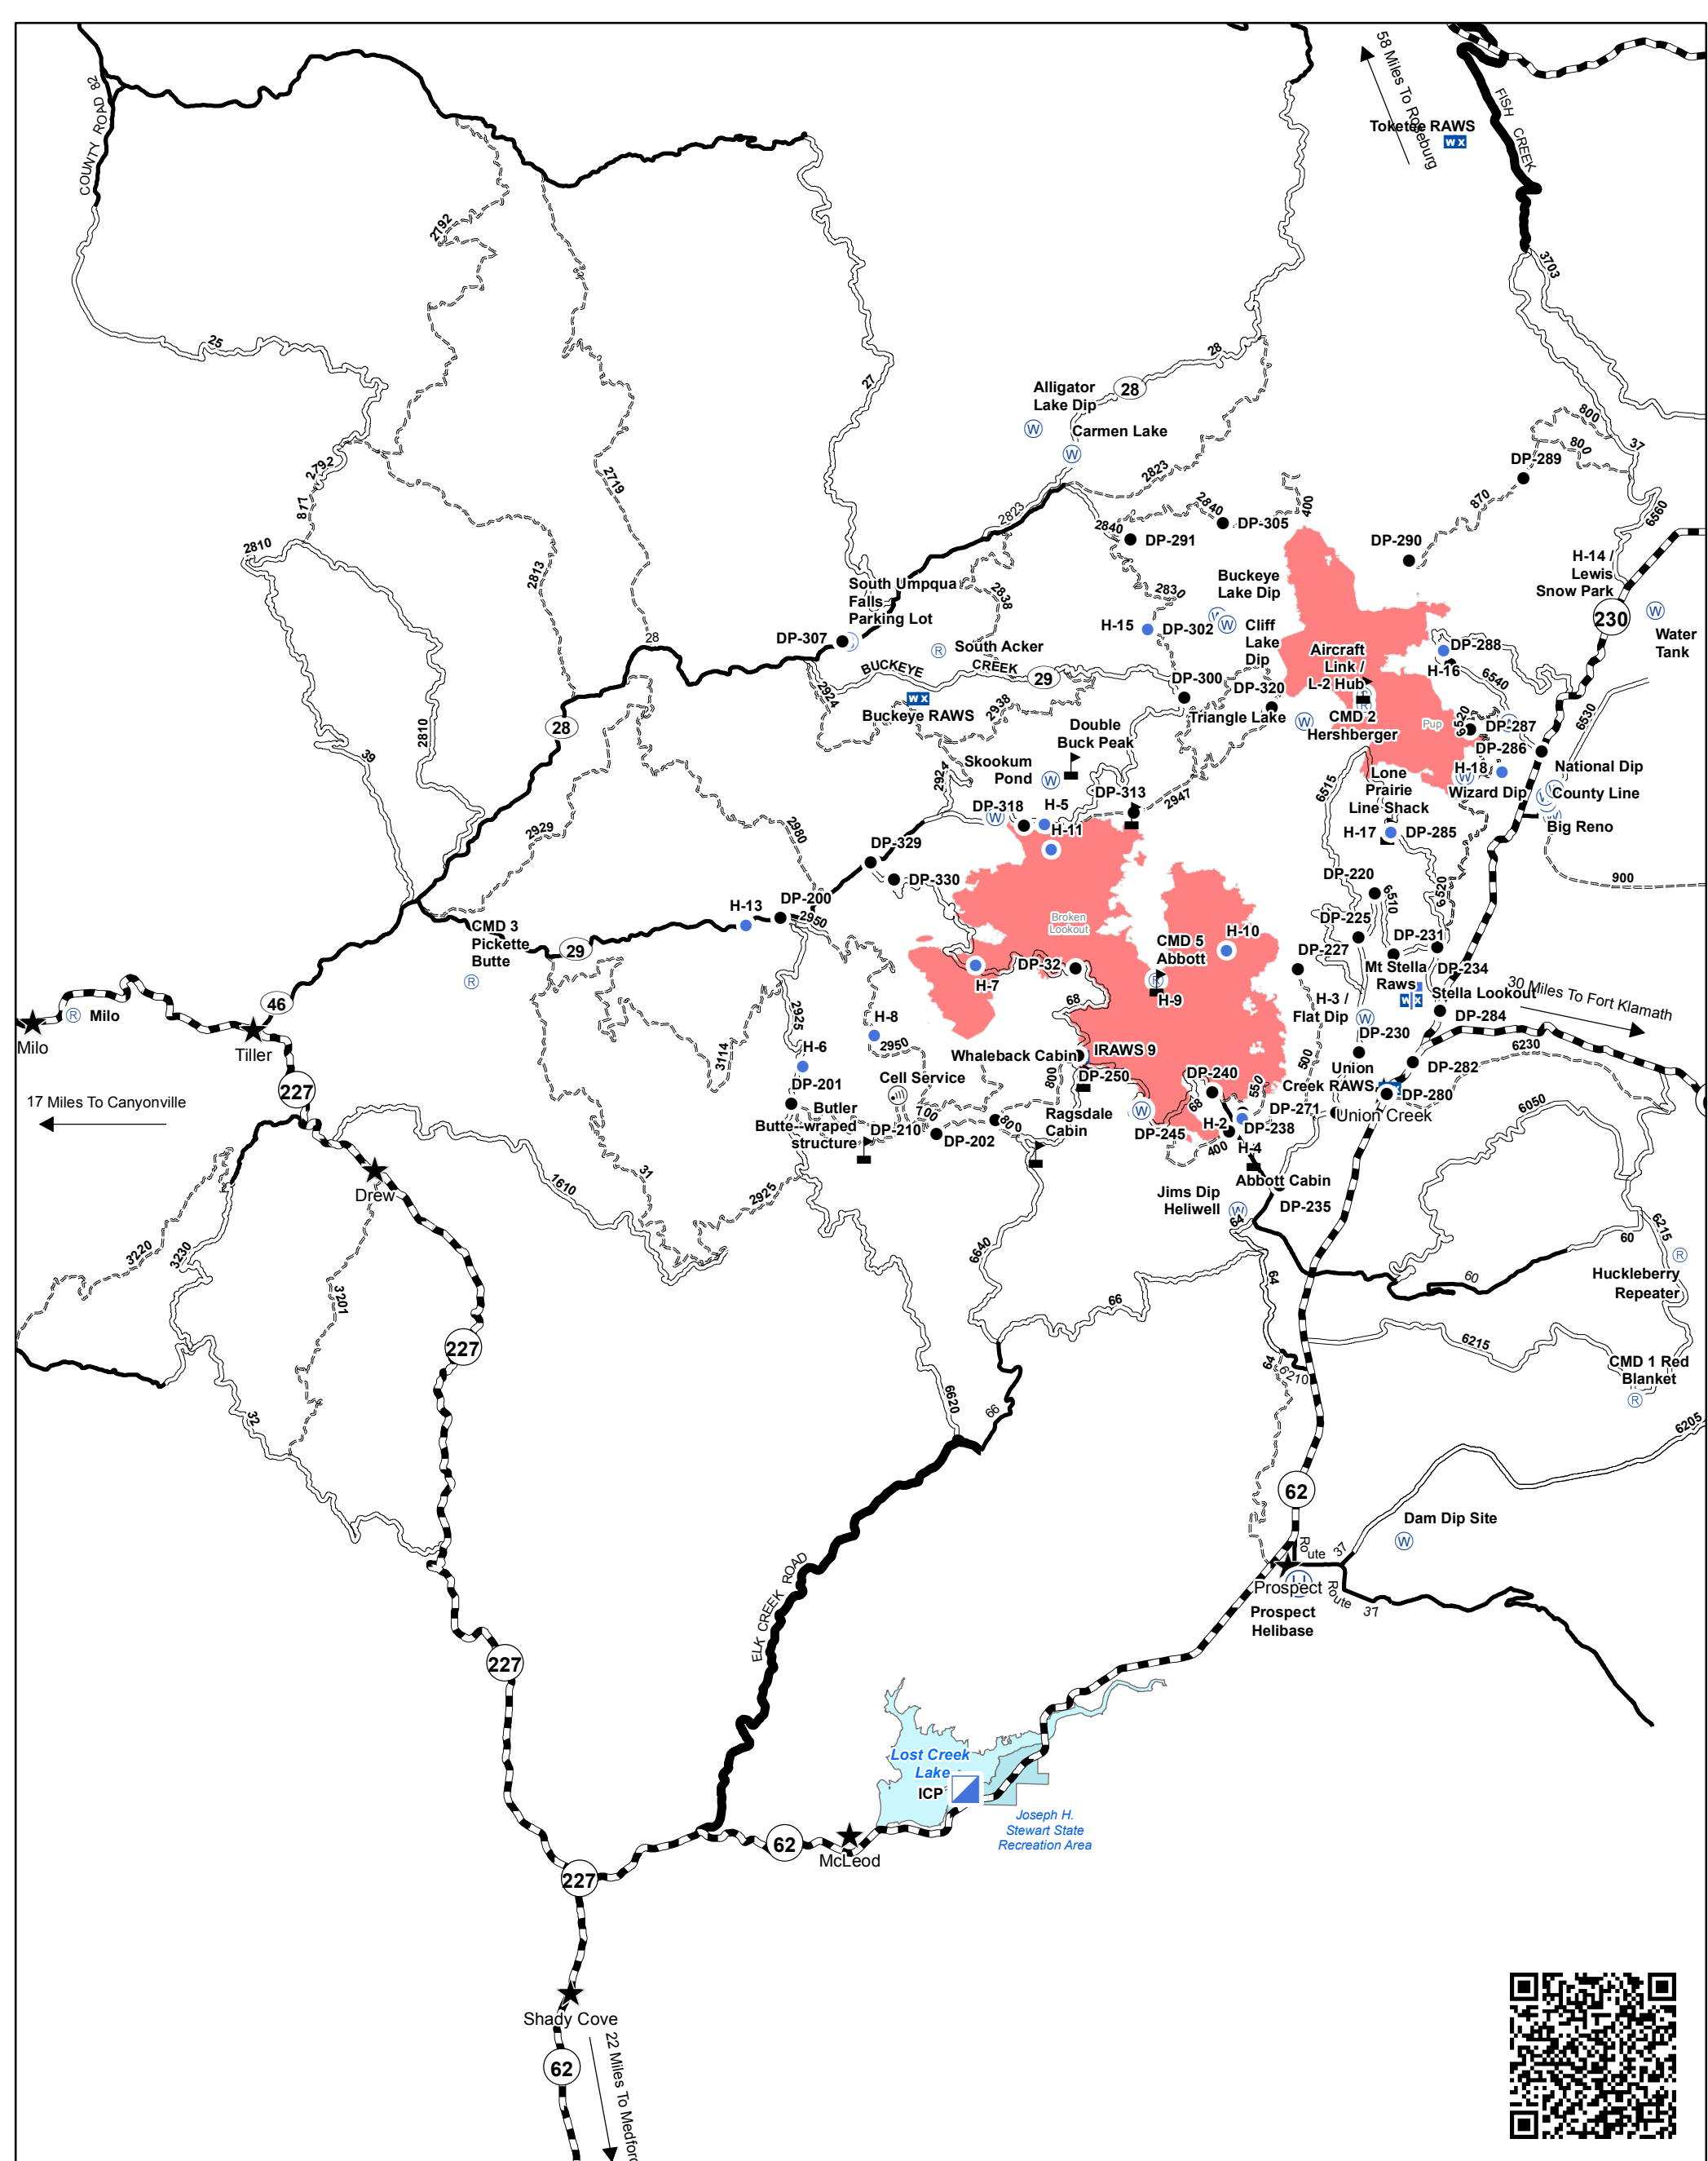 58 Miles To Roseburg
COUNTY ROAD 82
FISH CREEK
Toketee RAWS
WX
2792
3703
25
28
27
Alligator
Lake Dip
28
W
Carmen Lake
W
800
800
37
2792
877
2719
2823
DP-289
870
6560
2840
400
2823
2840
DP-305
DP-291
DP-290
2810
2813
H-14 /
Lewis
Snow Park
South Umpqua
Falls
Parking Lot
2838
2830
Buckeye
Lake Dip
W
230
W
Water
Tank
H-15
DP-302
W
Cliff
Lake
Dip
DP-307
28
R
South Acker
Aircraft
Link /
L-2 Hub
DP-288
H-16
BUCKEYE CREEK
29
6540
2924
WX
Buckeye RAWS
2938
DP-300
DP-320
Triangle Lake
W
R
CMD 2
Hershberger
Pup
6520
DP-287
DP-286
6530
28
2810
39
Double
Buck Peak
Skookum
Pond
W
2924
H-18
W
Wizard Dip
National Dip
County Line
Big Reno
Lone
Prairie
Line Shack
6515
DP-313
2947
DP-318
W
H-5
H-11
H-17
DP-285
2929
2980
DP-329
DP-330
DP-220
6510
6520
900
H-13
DP-200
2950
Broken
Lookout
DP-225
DP-231
CMD 3
Pickette
Butte
R
29
CMD 5
Abbott
R
H-9
H-10
DP-227
DP-234
Mt Stella
Raws
WX
Stella Lookout
30 Miles To Fort Klamath
H-7
DP-32
68
46
R
Milo
Milo
Tiller
2925
H-8
2950
H-3 /
Flat Dip
W
DP-284
DP-230
6230
H-6
3114
Whaleback Cabin
IRAWS 9
DP-250
800
500
DP-282
227
17 Miles To Canyonville
DP-201
Cell Service
DP-240
68
550
Union
Creek RAWS
DP-280
Union Creek
6050
Butler
Butte--wraped
structure
700
DP-210
DP-202
800
Ragsdale
Cabin
W
DP-245
H-2
DP-271
DP-238
H-4
400
Abbott Cabin
Drew
1610
31
2925
Jims Dip
Heliwell
W
DP-235
64
3220
3230
3201
6640
66
64
60
60
6215
R
Huckleberry
Repeater
227
6215
64
6210
CMD 1 Red
Blanket
R
32
6620
66
6205
62
Dam Dip Site
W
Route 37
Prospect
Route 37
Prospect
Helibase
ELK CREEK ROAD
227
Lost Creek
Lake
ICP
Joseph H.
Stewart State
Recreation Area
62
McLeod
227
Shady Cove
62
22 Miles To Medford